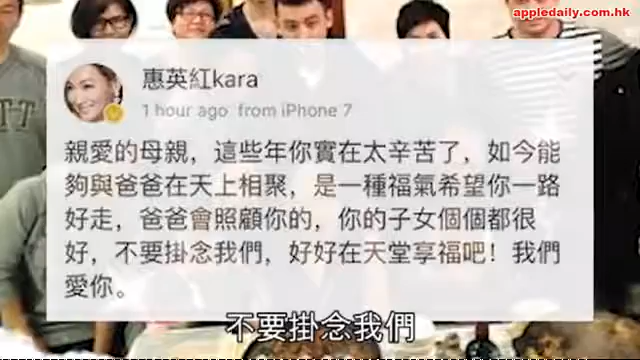 appledaily.com.hk
惠英紅kara
1 hour ago from iPhone 7
親愛的母親，這些年你實在太辛苦了，如今能
夠與爸爸在天上相聚，是一種福氣希望你一路
好走，爸爸會照顧你的，你的子女個個都很
好，不要掛念我們，好好在天堂享福吧！我們
愛你。
不要掛念我們